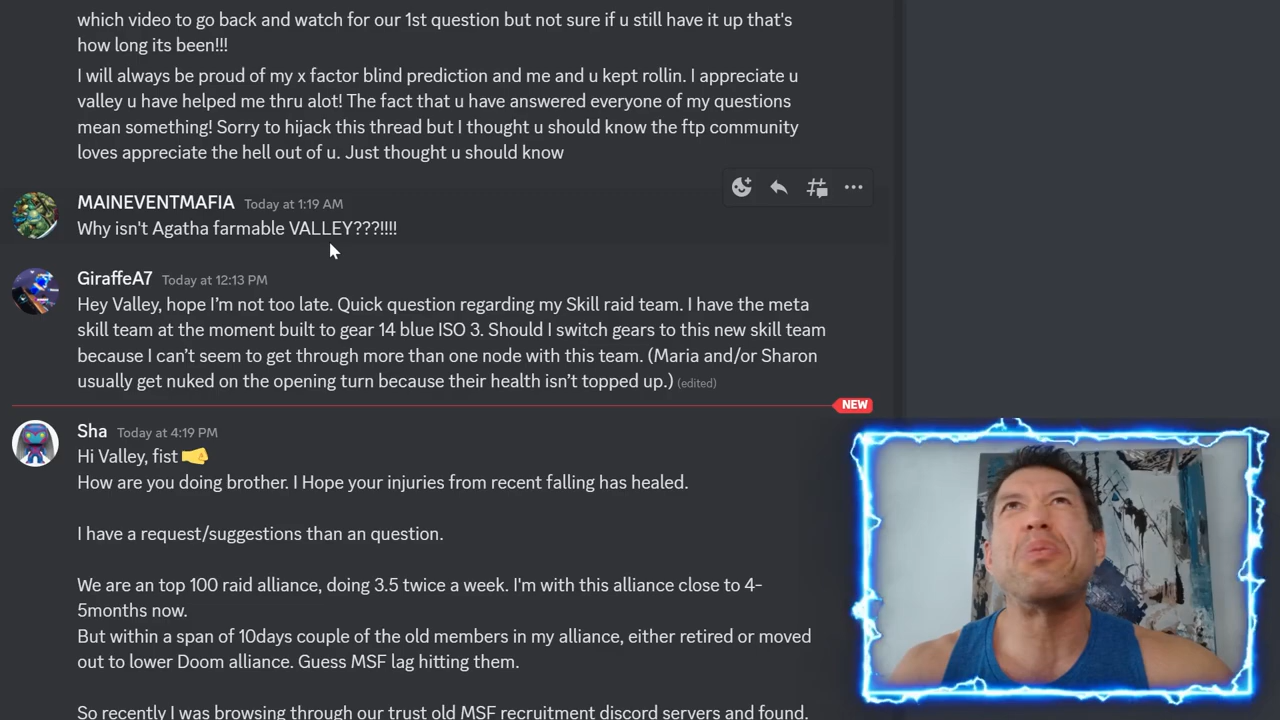 which video to go back and watch for our 1st question but not sure if u still have it up that's
how long its been!!!
I will always be proud of my x factor blind prediction and me and u kept rollin. I appreciate u
valley u have helped me thru alot! The fact that u have answered everyone of my questions
mean something! Sorry to hijack this thread but I thought u should know the ftp community
loves appreciate the hell out of u. Just thought u should know
MAINEVENTMAFIA Today at 1:19 AM
Why isn't Agatha farmable VALLEY???!!!!
GiraffeA7 Today at 12:13 PM
Hey Valley, hope I'm not too late. Quick question regarding my Skill raid team. I have the meta
skill team at the moment built to gear 14 blue ISO 3. Should I switch gears to this new skill team
because I can't seem to get through more than one node with this team. (Maria and/or Sharon
usually get nuked on the opening turn because their health isn't topped up.) (edited)
NEW
Sha Today at 4:19 PM
Hi Valley, fist
How are you doing brother. I Hope your injuries from recent falling has healed.
I have a request/suggestions than an question.
We are an top 100 raid alliance, doing 3.5 twice a week. I'm with this alliance close to 4-
5months now.
But within a span of 10days couple of the old members in my alliance, either retired or moved
out to lower Doom alliance. Guess MSF lag hitting them.
So recently I was browsing through our trust old MSF recruitment discord servers and found.